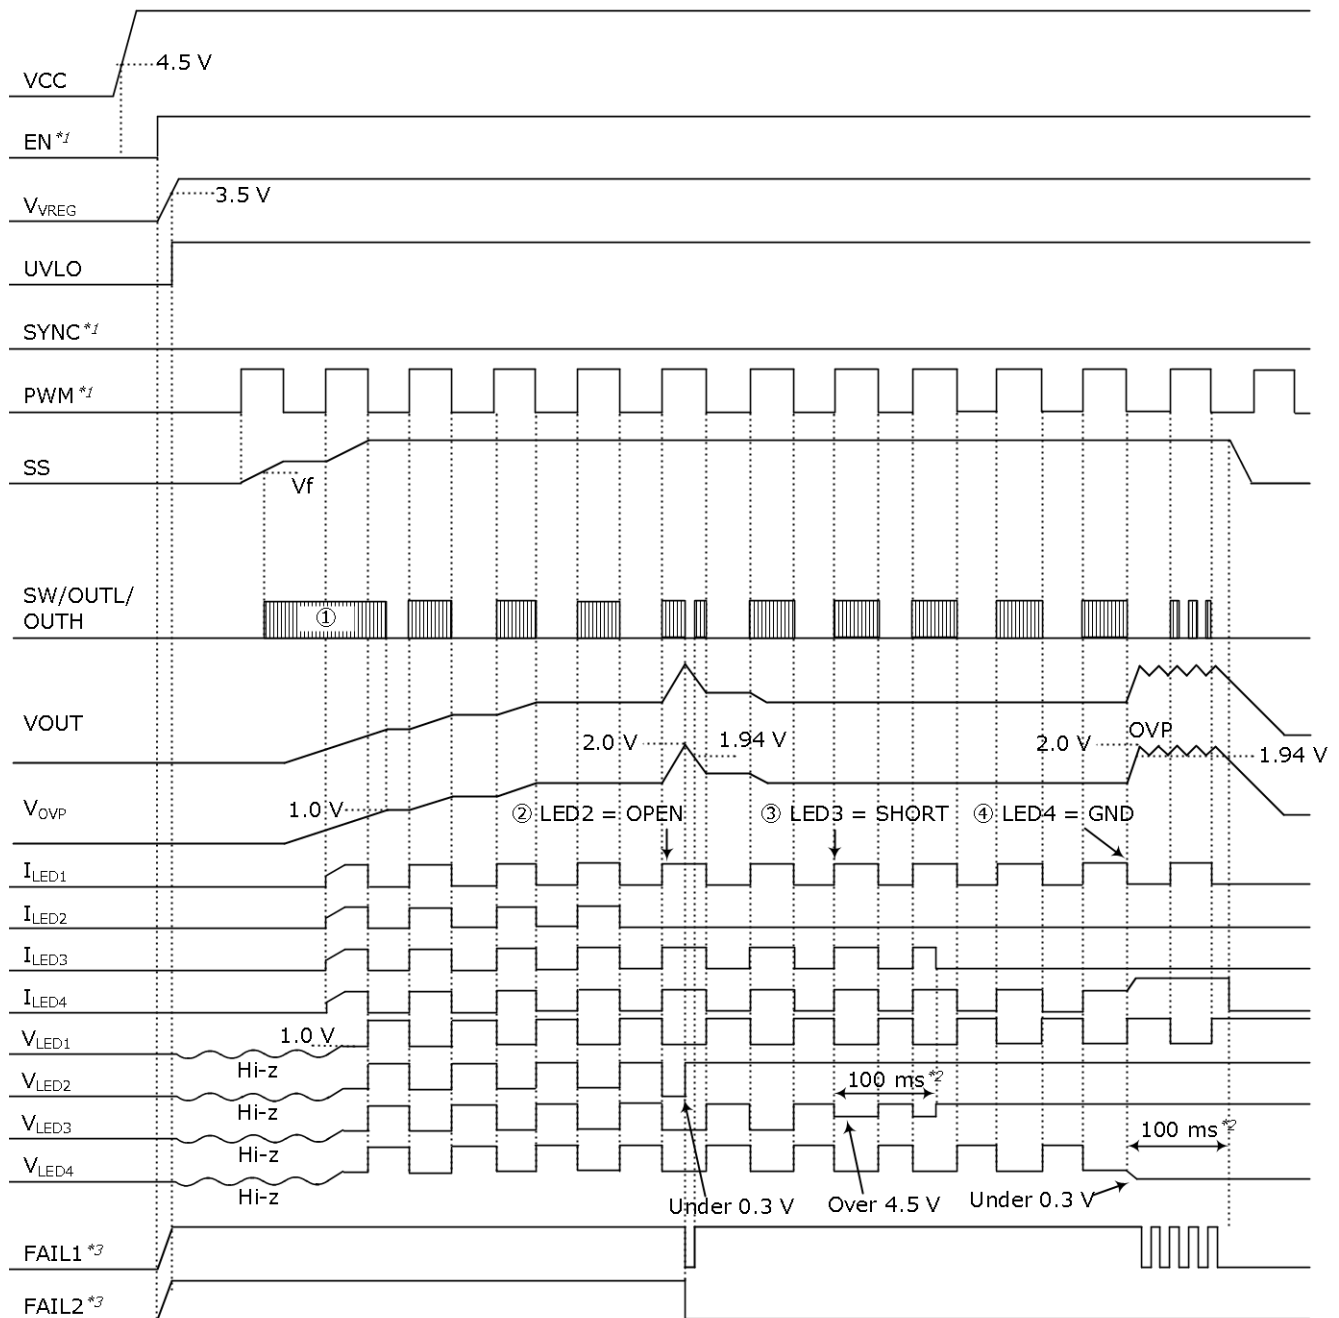 4.5 V
VCC
EN *1
3.5 V
VVREG
UVLO
SYNC *1
PWM *1
SS
Vf
SW/OUTL/
OUTH
①
VOUT
2.0 V
1.94 V
2.0 V
OVP
1.94 V
VOVP
1.0 V
② LED2 = OPEN
③ LED3 = SHORT
④ LED4 = GND
ILED1
ILED2
ILED3
ILED4
VLED1
1.0 V
Hi-z
VLED2
100 ms *2
Hi-z
VLED3
100 ms *2
Hi-z
VLED4
Hi-z
Under 0.3 V
Over 4.5 V
Under 0.3 V
FAIL1 *3
FAIL2 *3